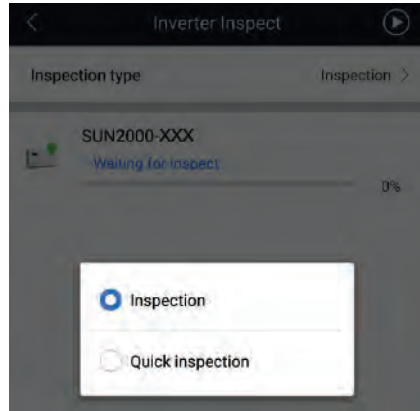 Inverter Inspect
Inspection type Inspection >
SUN2000-XXX
Waiting for inspect
0%
Inspection
Quick inspection